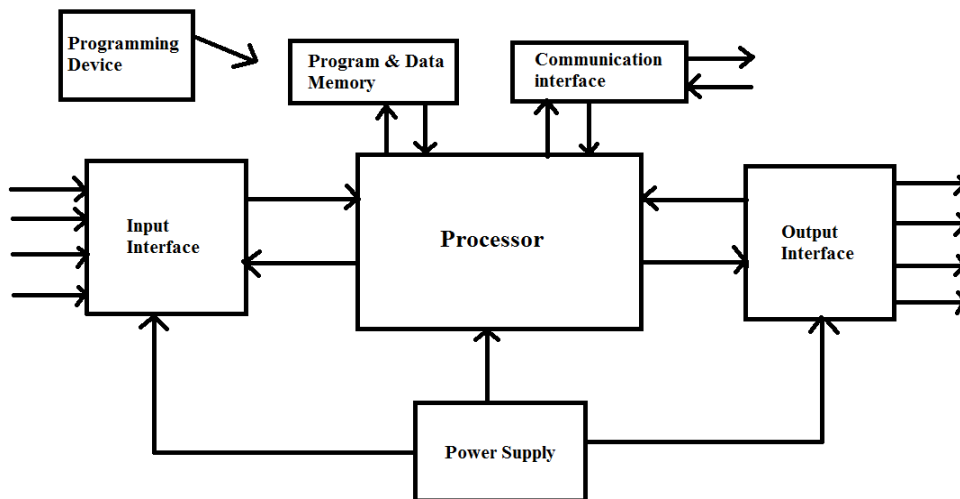 Programming
Device
Program & Data
Memory
Communication
interface
Input
Interface
Processor
Output
Interface
Power Supply